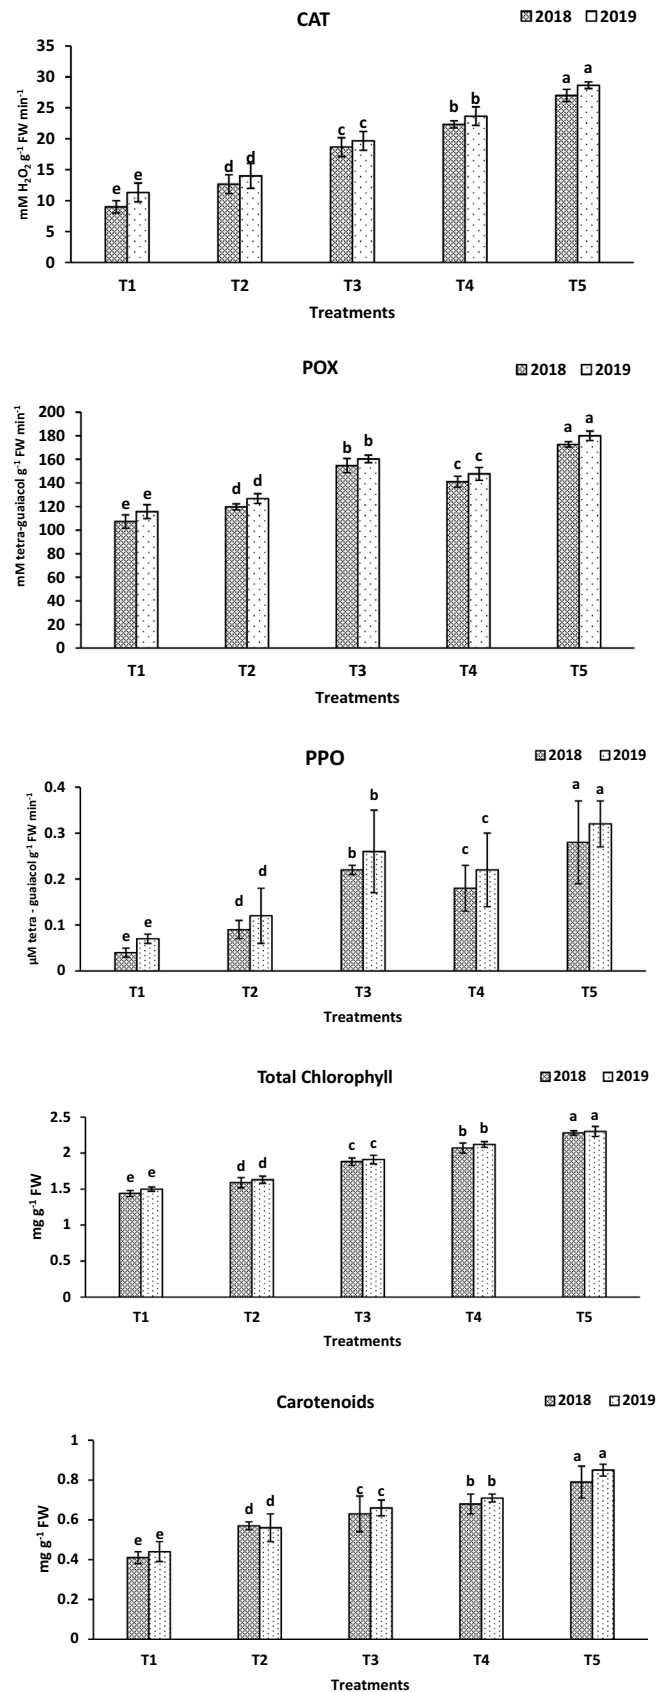 CAT
2018 2019
mM H₂O₂ g⁻¹ FW min⁻¹
35
30
25
20
15
10
5
0
e e d d c c b b a a
T1 T2 T3 T4 T5
Treatments
POX
2018 2019
mM tetra-guaiacol g⁻¹ FW min⁻¹
200
180
160
140
120
100
80
60
40
20
0
e e d d b b c c a a
T1 T2 T3 T4 T5
Treatments
PPO
2018 2019
µM tetra - guaiacol g⁻¹ FW min⁻¹
0.4
0.3
0.2
0.1
0
e e d d b b c c a a
T1 T2 T3 T4 T5
Treatments
Total Chlorophyll
2018 2019
mg g⁻¹ FW
2.5
2
1.5
1
0.5
0
e e d d c c b b a a
T1 T2 T3 T4 T5
Treatments
Carotenoids
2018 2019
mg g⁻¹ FW
1
0.8
0.6
0.4
0.2
0
e e d d c c b b a a
T1 T2 T3 T4 T5
Treatments